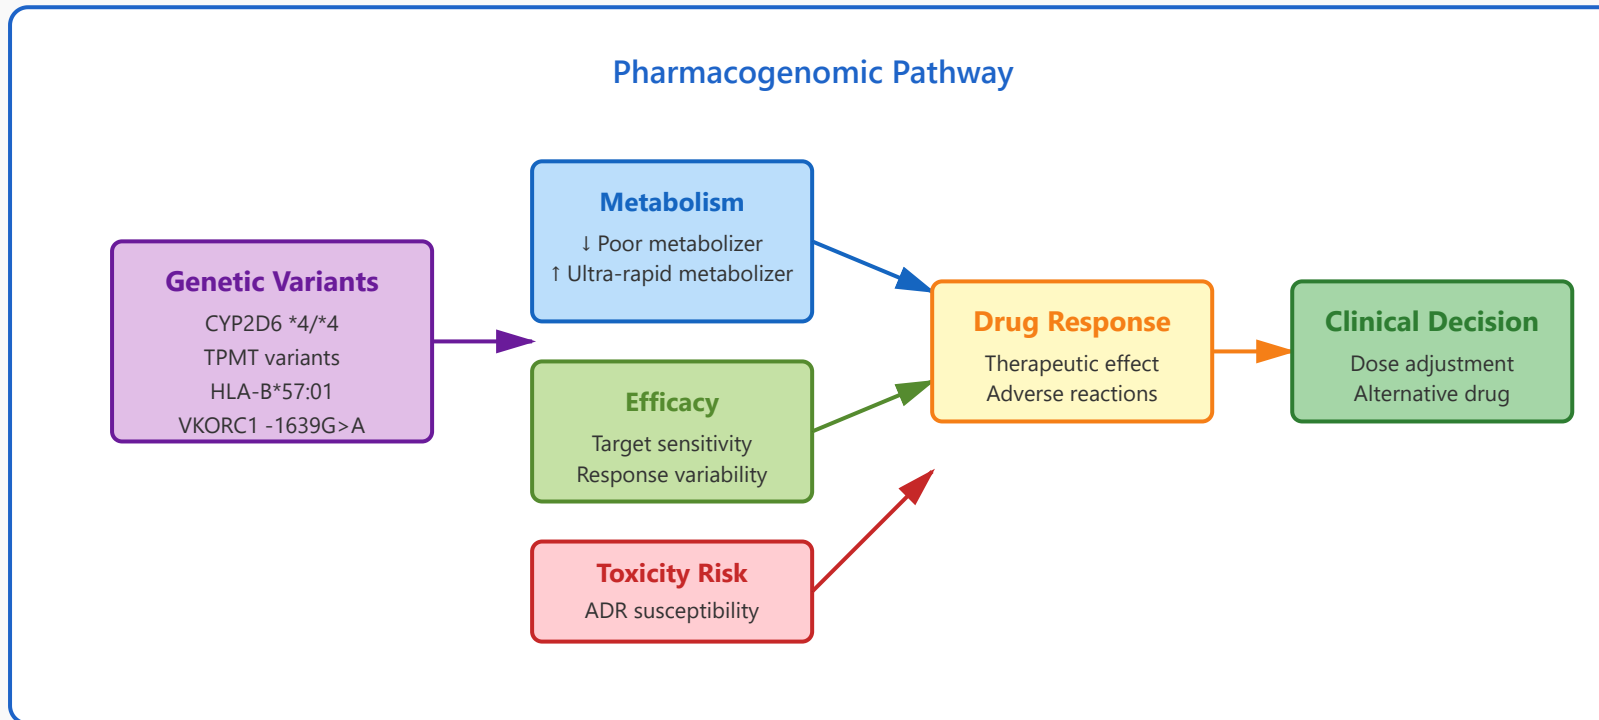 Pharmacogenomic Pathway
Genetic Variants
CYP2D6 *4/*4
TPMT variants
HLA-B*57:01
VKORC1 -1639G>A
Metabolism
↓ Poor metabolizer
↑ Ultra-rapid metabolizer
Efficacy
Target sensitivity
Response variability
Toxicity Risk
ADR susceptibility
Drug Response
Therapeutic effect
Adverse reactions
Clinical Decision
Dose adjustment
Alternative drug